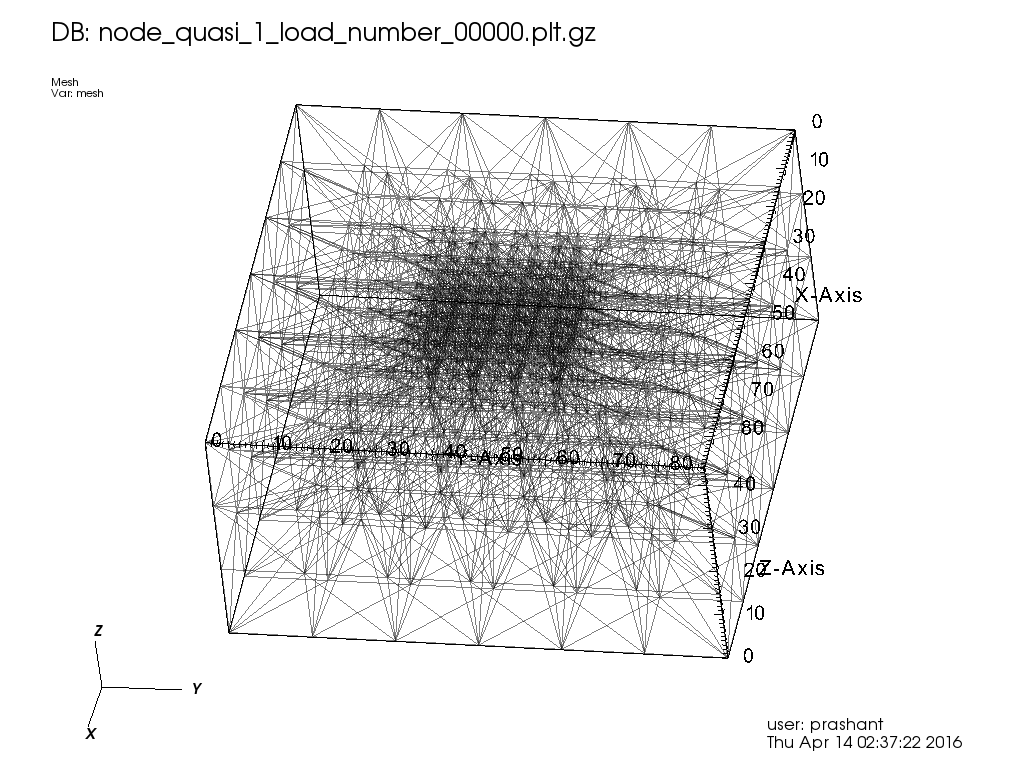 DB: node_quasi_1_load_number_00000.plt.gz
Mesh
Var: mesh
0
10
20
30
40
X-Axis
50
60
70
80
0 10 20 30 40 50 60 70 80
40
30
20 Z-Axis
10
0
Z
Y
X
user: prashant
Thu Apr 14 02:37:22 2016